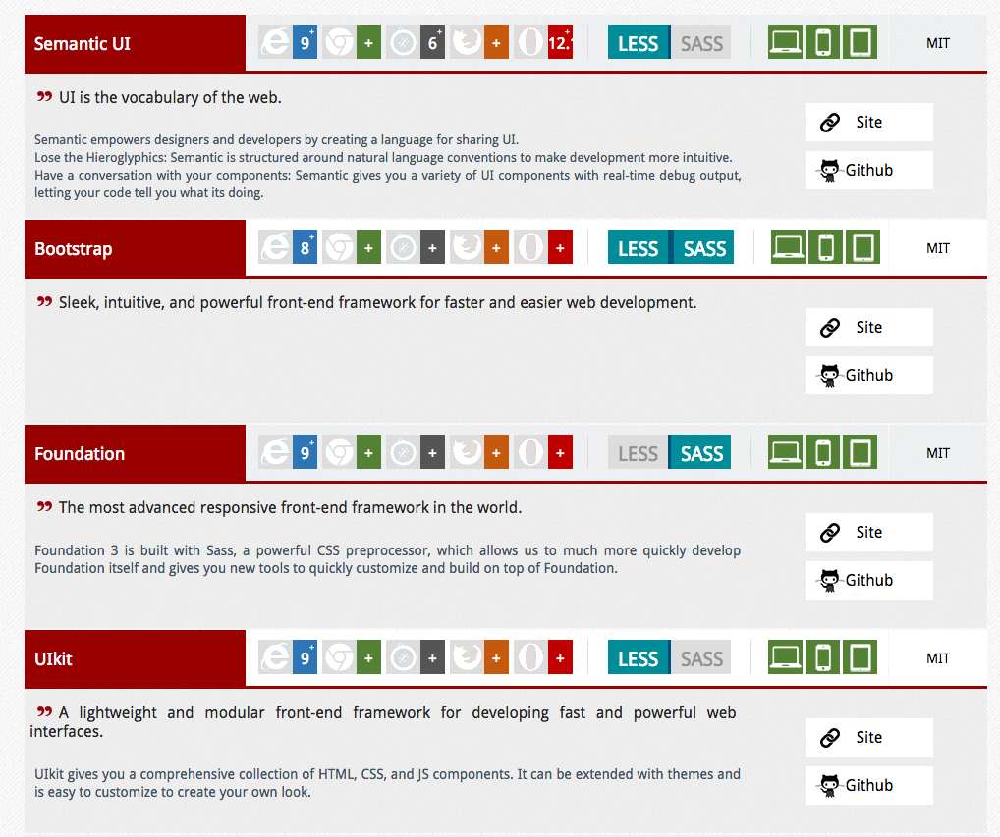 Semantic UI 9+ + 6+ + 12. LESS SASS MIT
❞ UI is the vocabulary of the web.
Site
Semantic empowers designers and developers by creating a language for sharing UI.
Lose the Hieroglyphics: Semantic is structured around natural language conventions to make development more intuitive.
Have a conversation with your components: Semantic gives you a variety of UI components with real-time debug output,
letting your code tell you what its doing.
Github
Bootstrap 8+ + + + + LESS SASS MIT
❞ Sleek, intuitive, and powerful front-end framework for faster and easier web development.
Site
Github
Foundation 9+ + + + + LESS SASS MIT
❞ The most advanced responsive front-end framework in the world.
Site
Foundation 3 is built with Sass, a powerful CSS preprocessor, which allows us to much more quickly develop
Foundation itself and gives you new tools to quickly customize and build on top of Foundation.
Github
UIkit 9+ + + + + LESS SASS MIT
❞ A lightweight and modular front-end framework for developing fast and powerful web
interfaces.
Site
UIkit gives you a comprehensive collection of HTML, CSS, and JS components. It can be extended with themes and
is easy to customize to create your own look.
Github